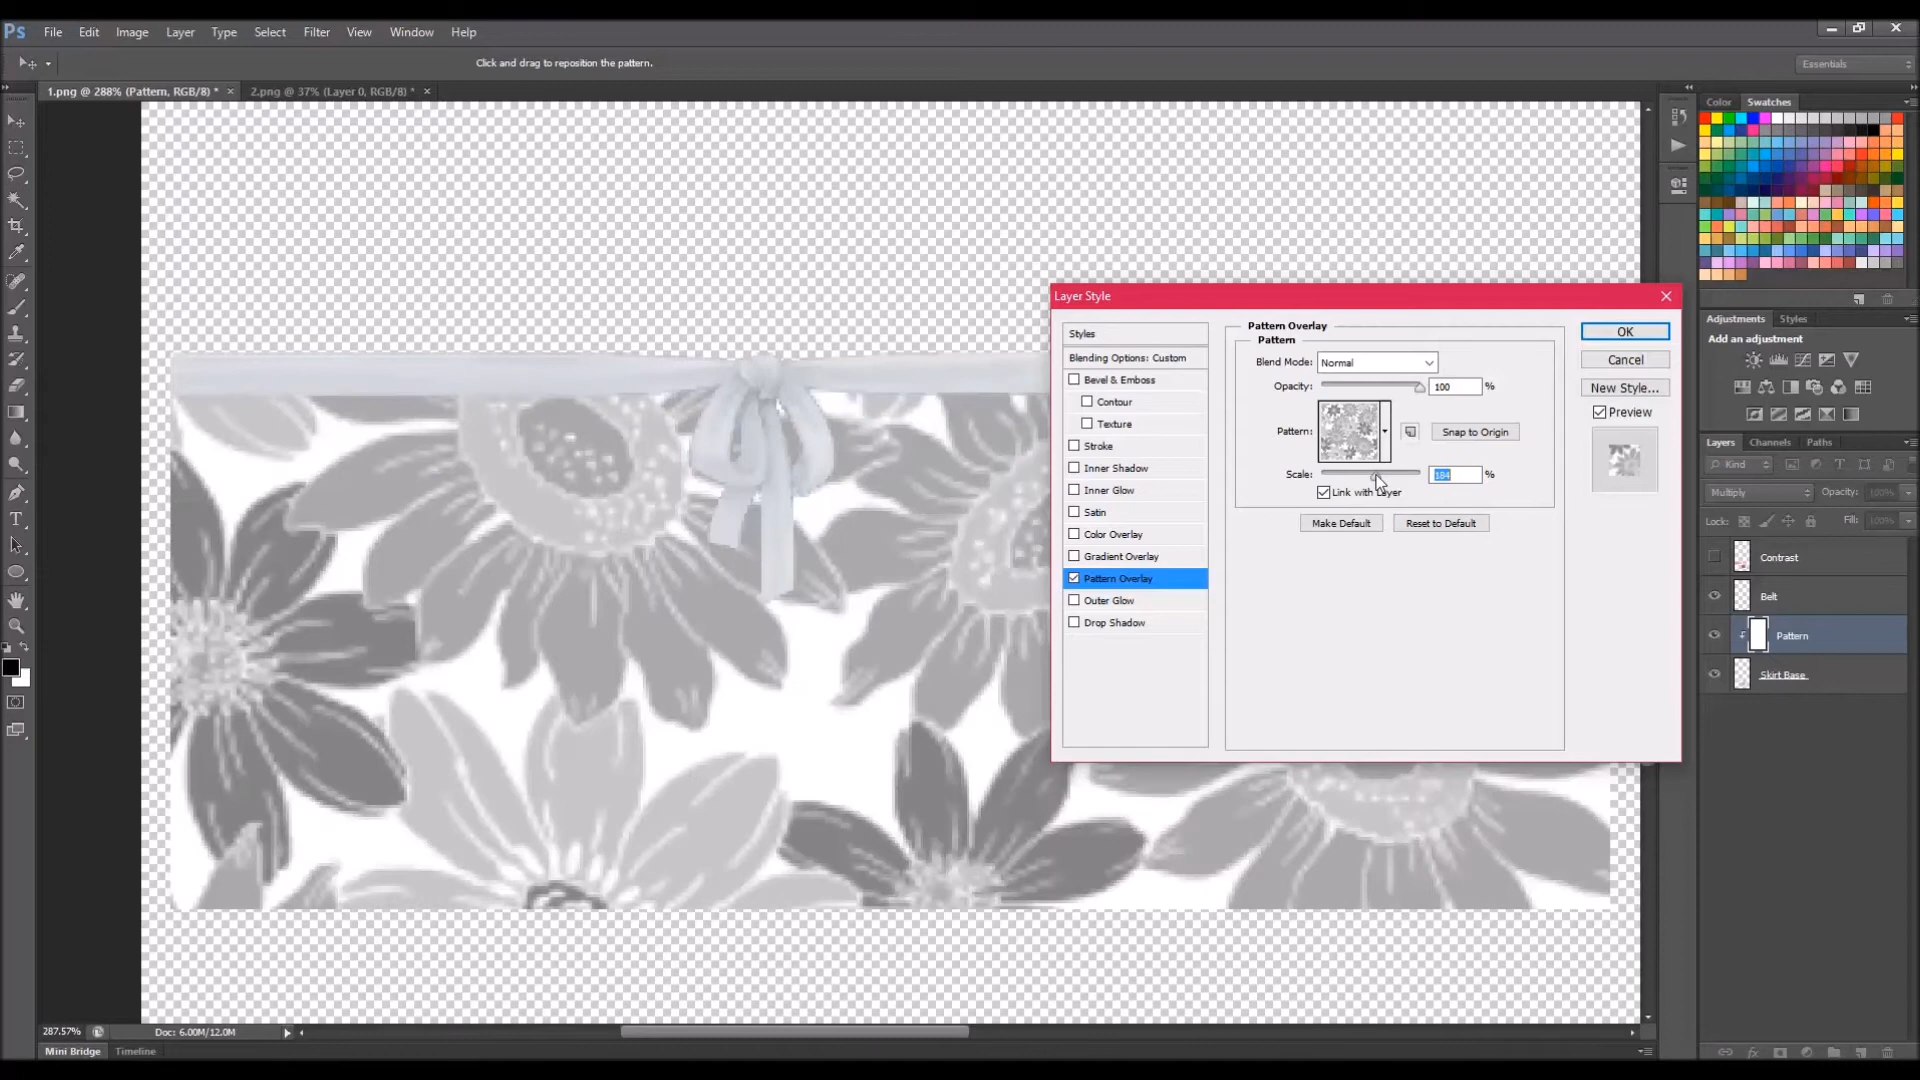 Ps File Edit Image Layer Type Select Filter View Window Help
Click and drag to reposition the pattern.
Essentials
1.png @ 288% (Pattern, RGB/8) * × 2.png @ 37% (Layer 0, RGB/8) * ×
Color Swatches
Layer Style
Styles
Blending Options: Custom
Bevel & Emboss
Contour
Texture
Stroke
Inner Shadow
Inner Glow
Satin
Color Overlay
Gradient Overlay
Pattern Overlay
Outer Glow
Drop Shadow
Pattern Overlay
Pattern
Blend Mode: Normal
Opacity: 100 %
Pattern: Snap to Origin
Scale: 184 %
Link with Layer
Make Default Reset to Default
OK
Cancel
New Style...
Preview
Adjustments Styles
Add an adjustment
Layers Channels Paths
Kind
Multiply Opacity: 100%
Lock: Fill: 100%
Contrast
Belt
Pattern
Skirt Base
287.57% Doc: 6.00M/12.0M
Mini Bridge Timeline